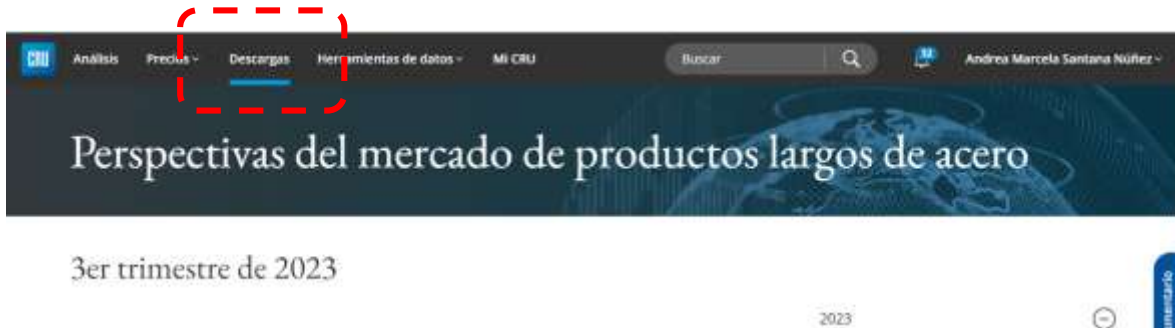 CRU Análisis Precios Descargas Herramientas de datos Mi CRU Buscar 32 Andrea Marcela Santana Núñez
Perspectivas del mercado de productos largos de acero
3er trimestre de 2023
2023
mentario